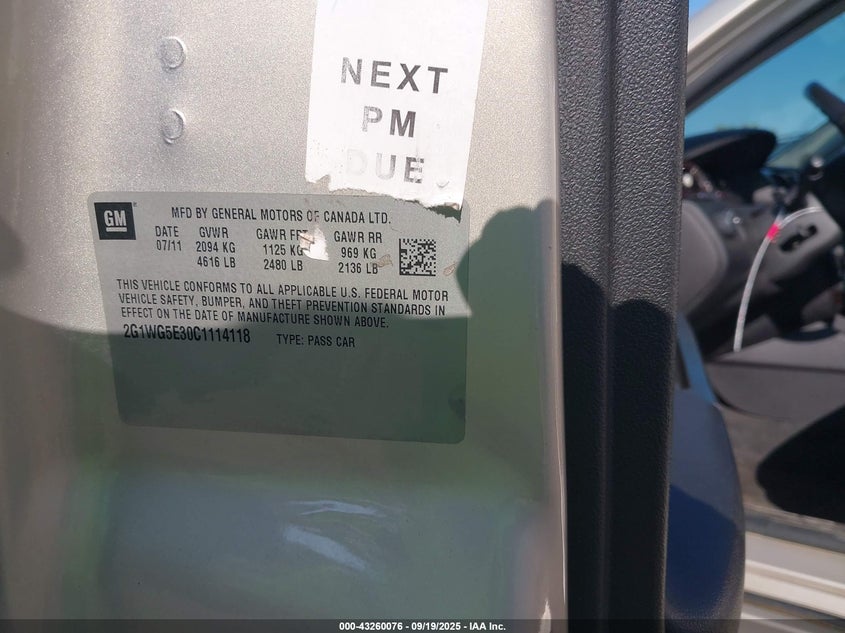 NEXT
PM
DUE
GM
MFD BY GENERAL MOTORS OF CANADA LTD.
DATE GVWR GAWR FRT GAWR RR
07/11 2094 KG 1125 KG 969 KG
4616 LB 2480 LB 2136 LB
THIS VEHICLE CONFORMS TO ALL APPLICABLE U.S. FEDERAL MOTOR
VEHICLE SAFETY, BUMPER, AND THEFT PREVENTION STANDARDS IN
EFFECT ON THE DATE OF MANUFACTURE SHOWN ABOVE.
2G1WG5E30C1114118 TYPE: PASS CAR
000-43260076 - 09/19/2025 - IAA Inc.